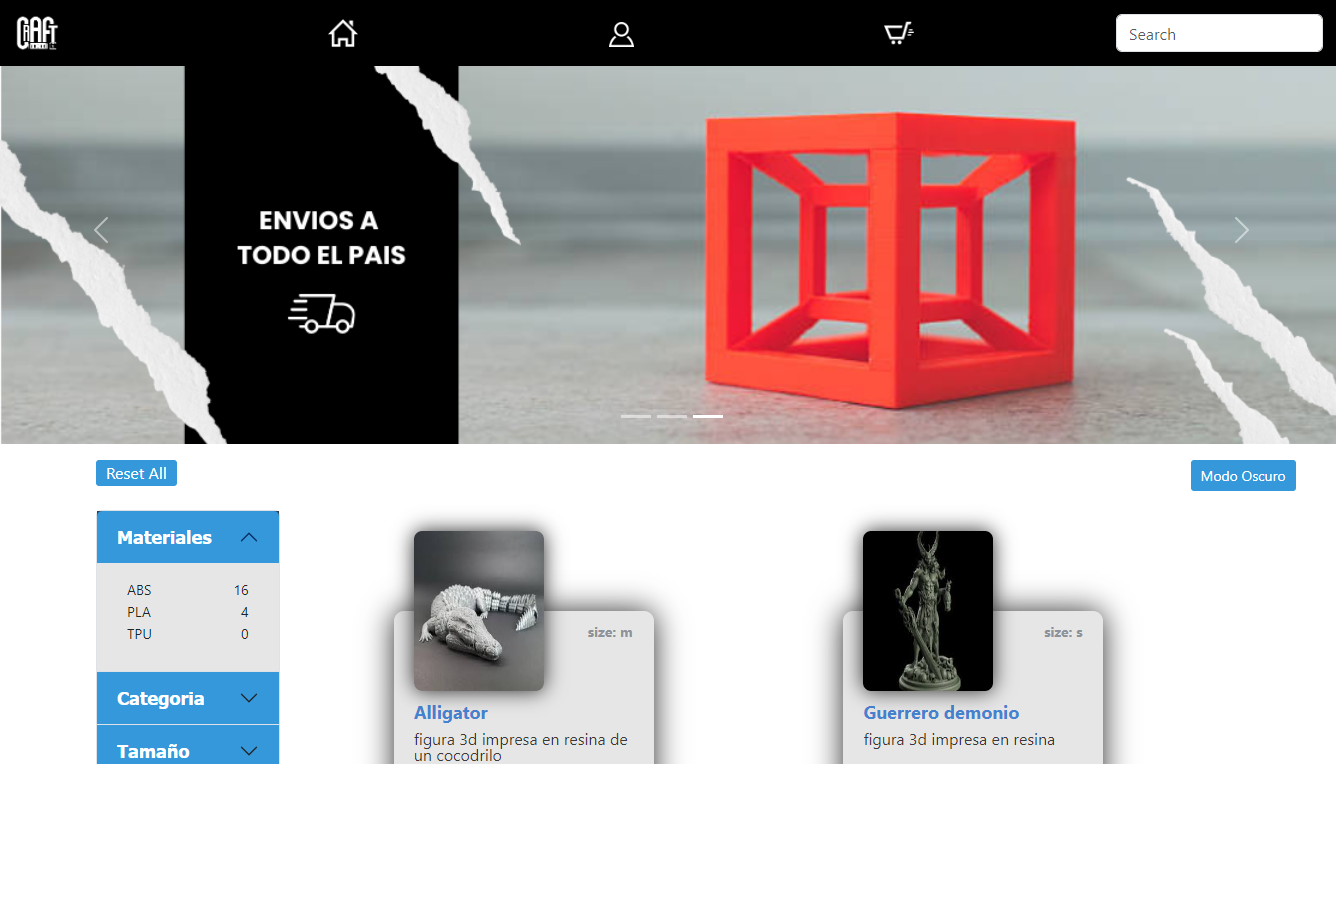 CRAFT
Search
ENVIOS A
TODO EL PAIS
Reset All
Modo Oscuro
Materiales
ABS 16
PLA 4
TPU 0
Categoria
Tamaño
size: m
Alligator
figura 3d impresa en resina de
un cocodrilo
size: s
Guerrero demonio
figura 3d impresa en resina